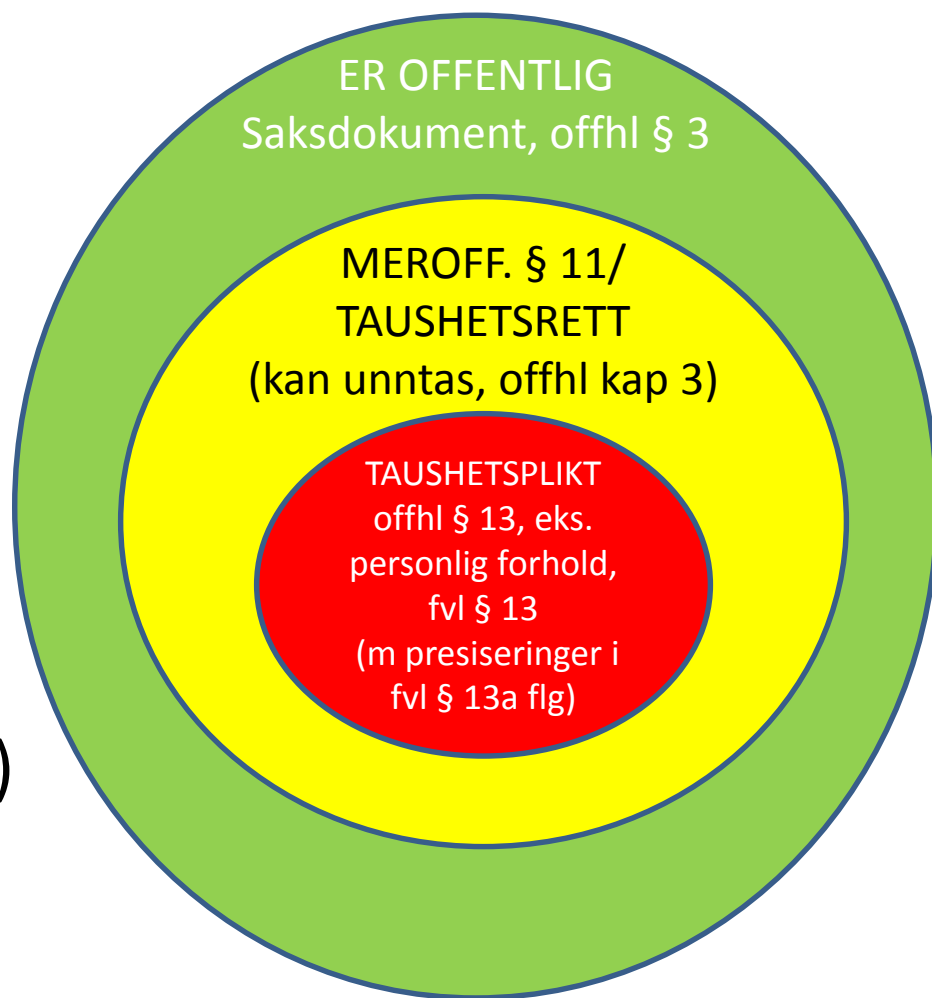 ER OFFENTLIG
Saksdokument, offhl § 3
MEROFF. § 11/
TAUSHETSRETT
(kan unntas, offhl kap 3)
TAUSHETSPLIKT
offhl § 13, eks.
personlig forhold,
fvl § 13
(m presiseringer i
fvl § 13a flg)
)